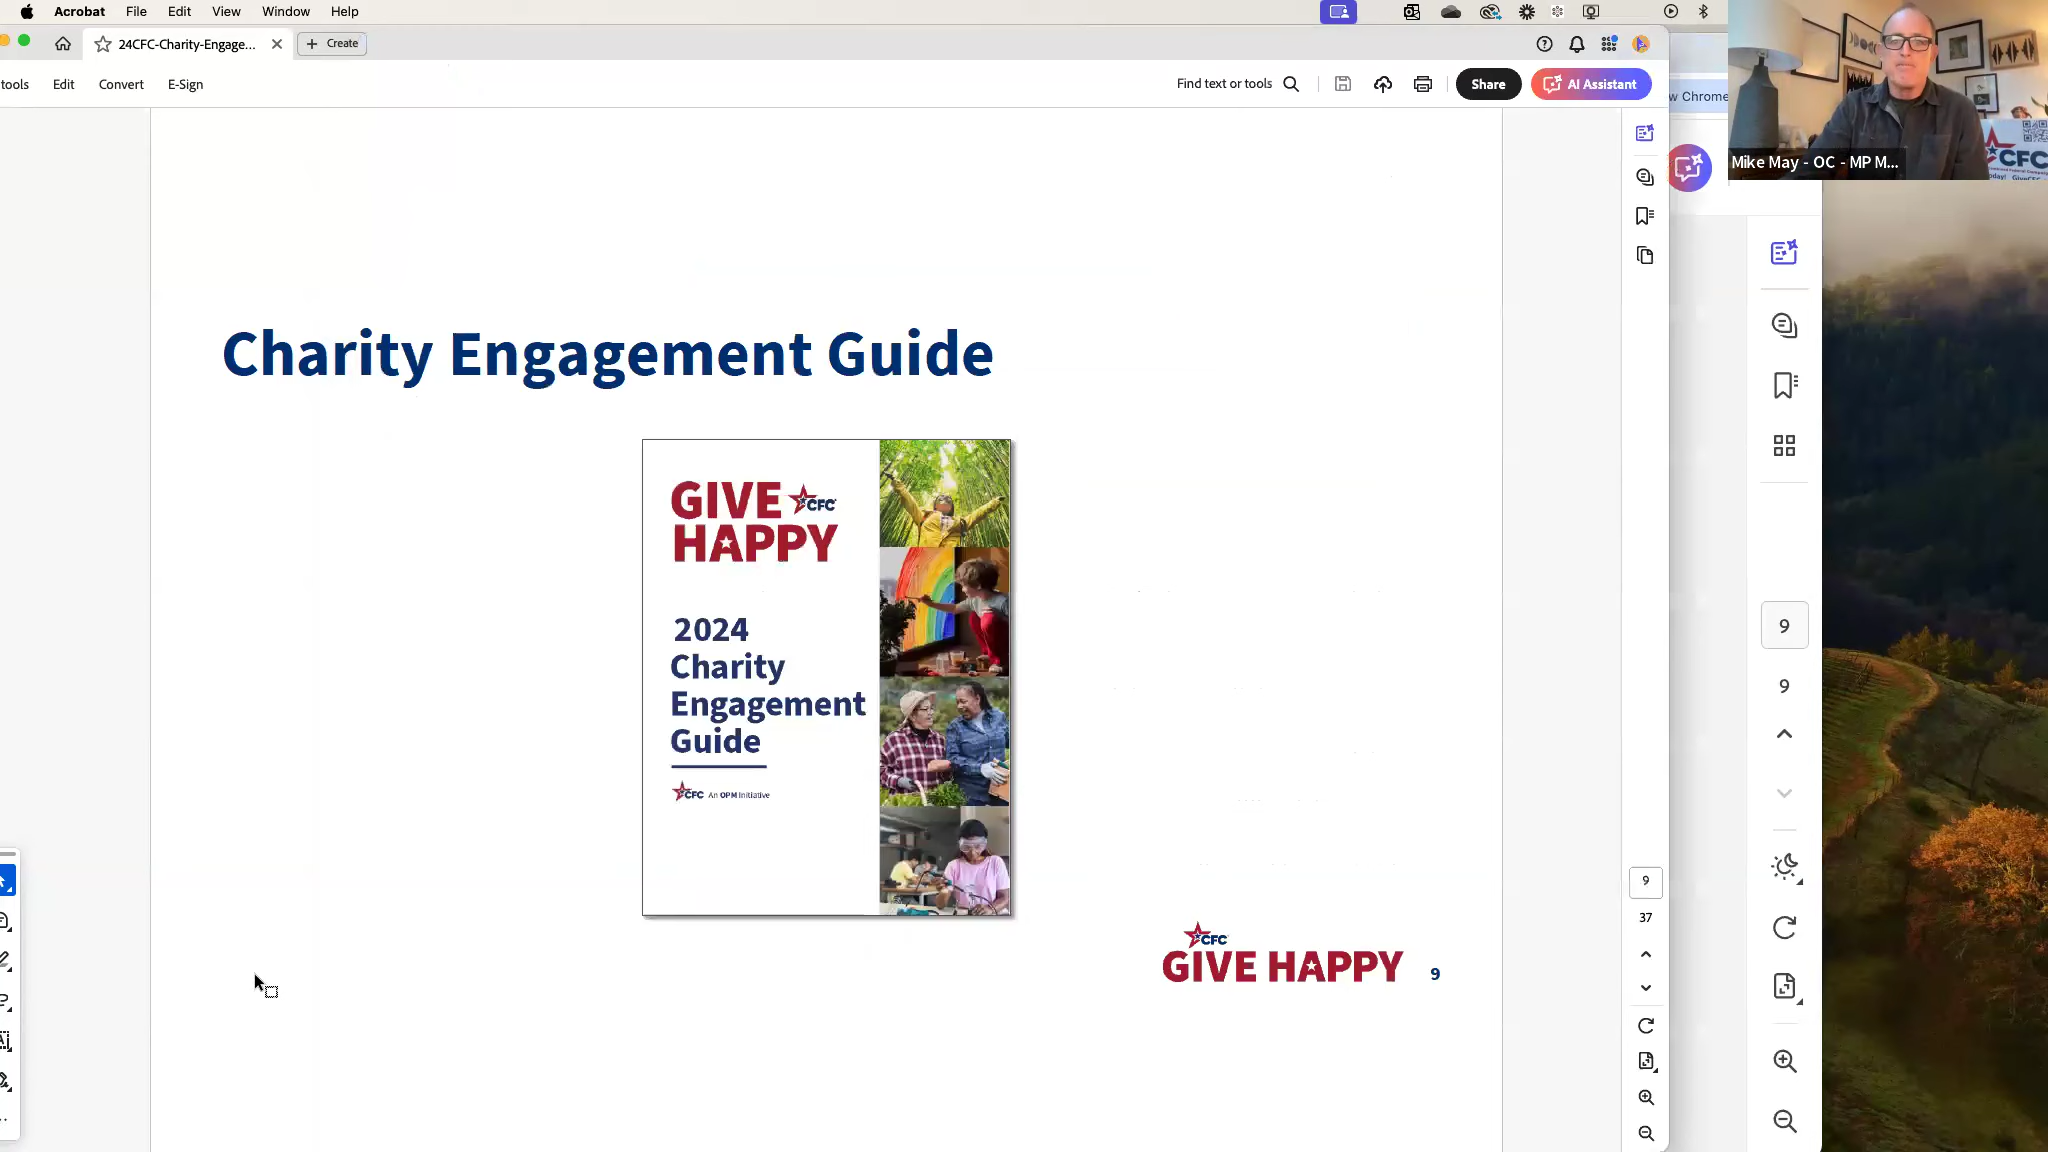 Acrobat File Edit View Window Help
24CFC-Charity-Engage...
Create
tools Edit Convert E-Sign
Find text or tools
Share
AI Assistant
w Chrome
Mike May - OC - MP M...
CFC
Charity Engagement Guide
GIVE CFC
HAPPY
2024
Charity
Engagement
Guide
CFC An OPM Initiative
CFC
GIVE HAPPY
9
9
37
9
9